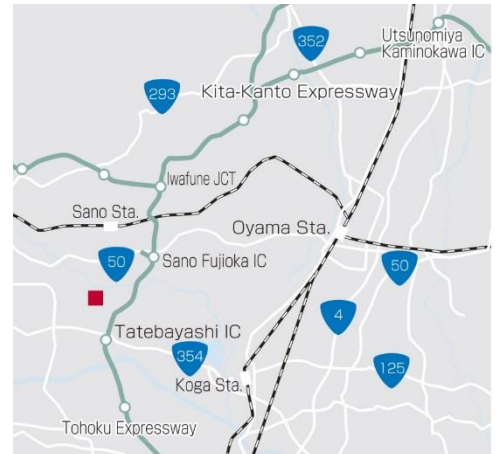 352
Utsunomiya
Kaminokawa IC
293
Kita-Kanto Expressway
Iwafune JCT
Sano Sta.
Oyama Sta.
50
Sano Fujioka IC
50
4
Tatebayashi IC
354
Koga Sta.
125
Tohoku Expressway